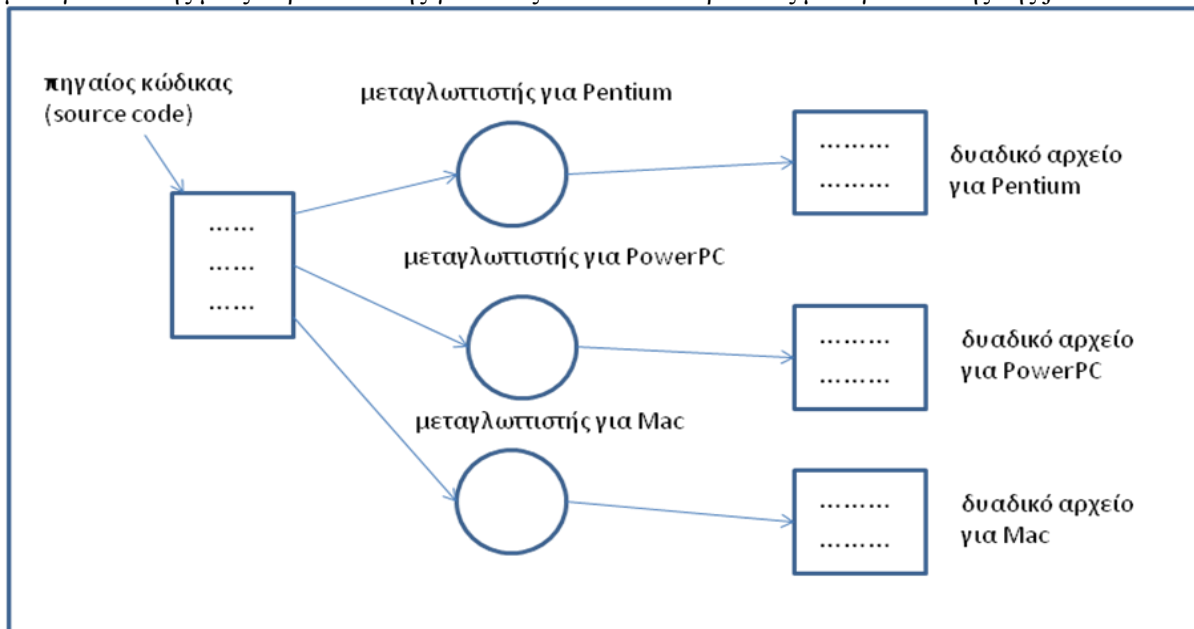 πηγαίος κώδικας
(source code)
μεταγλωττιστής για Pentium
………
………
δυαδικό αρχείο
για Pentium
……
……
……
μεταγλωττιστής για PowerPC
………
………
δυαδικό αρχείο
για PowerPC
μεταγλωττιστής για Mac
………
………
δυαδικό αρχείο
για Mac